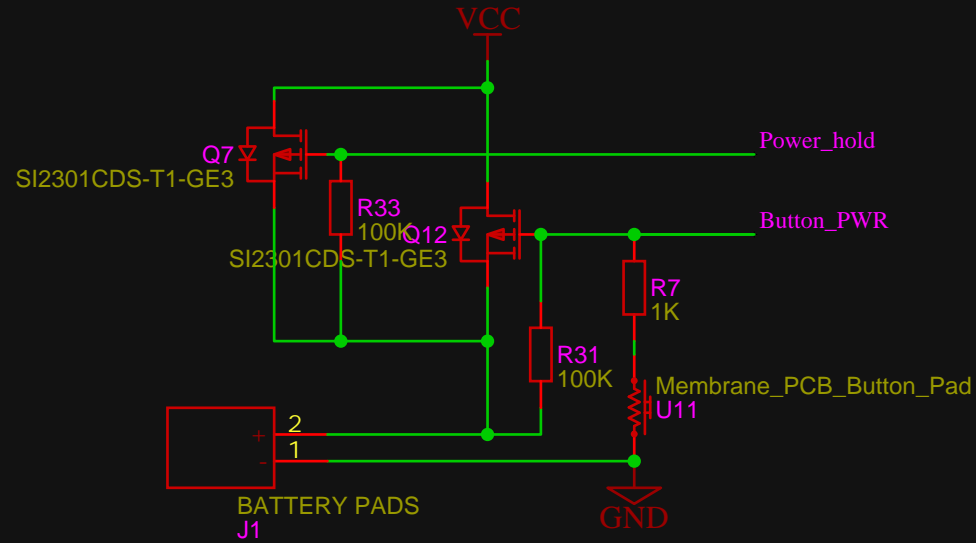 VCC
Power_hold
Q7
SI2301CDS-T1-GE3
R33
100K
Button_PWR
Q12
SI2301CDS-T1-GE3
R7
1K
R31
100K
Membrane_PCB_Button_Pad
U11
+ 2
- 1
BATTERY PADS
J1
GND